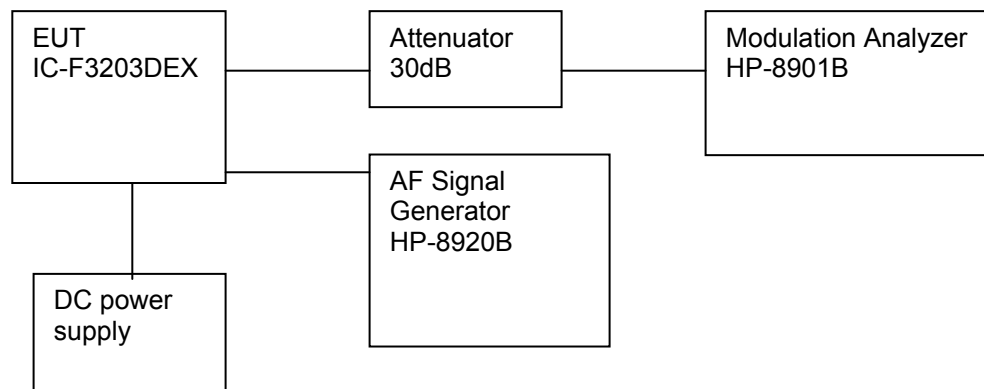 EUT
IC-F3203DEX
Attenuator
30dB
Modulation Analyzer
HP-8901B
AF Signal
Generator
HP-8920B
DC power
supply